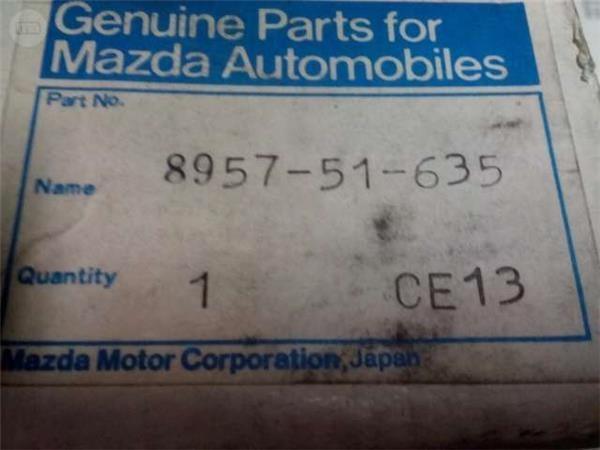 Genuine Parts for
Mazda Automobiles
Part No.
8957-51-635
Name
Quantity 1 CE13
Mazda Motor Corporation, Japan